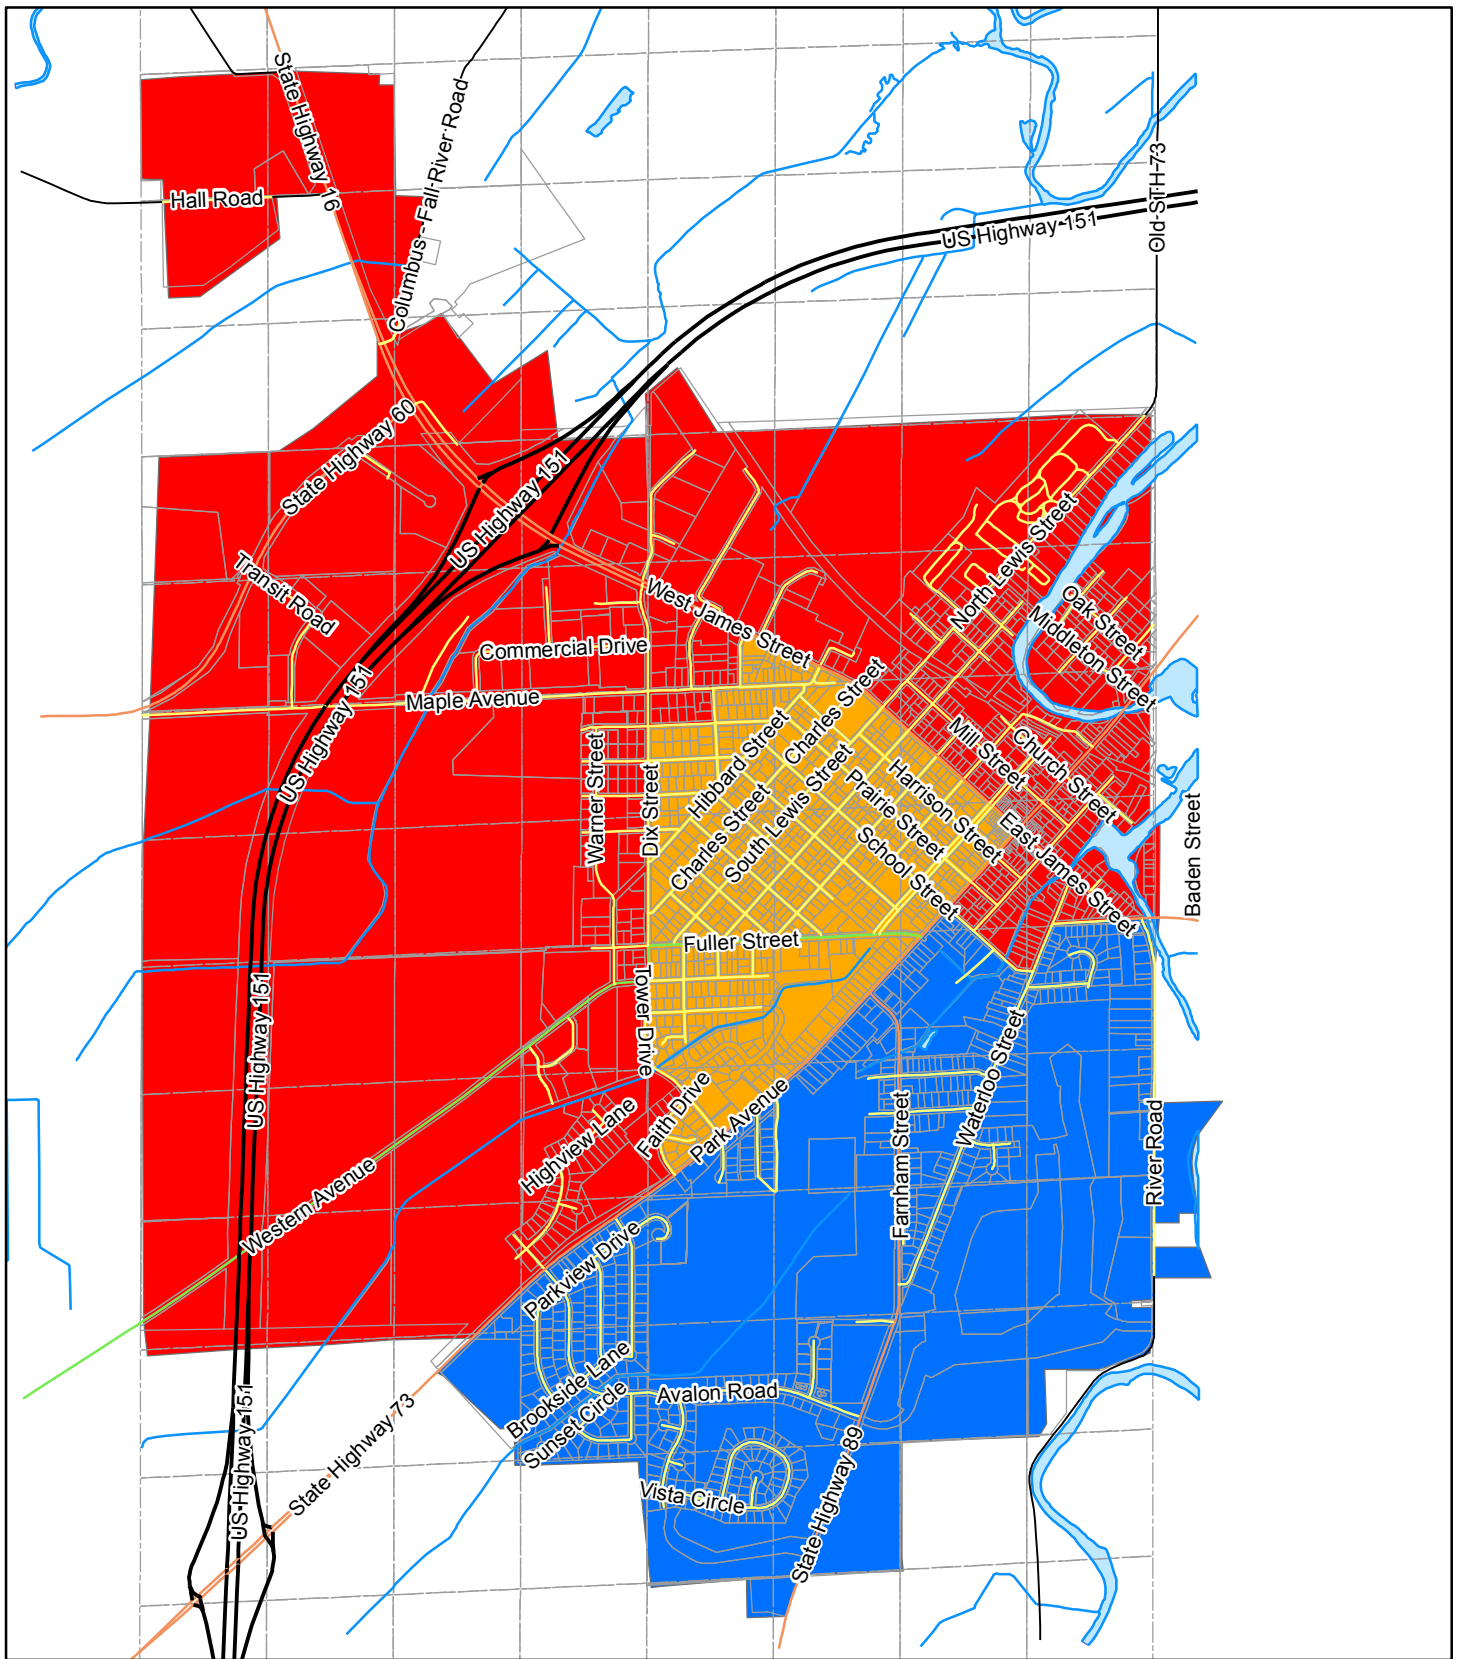 State Highway 16
Columbus - Fall River Road
Old STH 73
Hall Road
US Highway 151
State Highway 60
US Highway 151
North Lewis Street
Transit Road
West James Street
Oak Street
Middleton Street
Commercial Drive
Maple Avenue
US Highway 151
Charles Street
Hibbard Street
Mill Street
Church Street
Warner Street
Dix Street
Charles Street
South Lewis Street
Prairie Street
Harrison Street
School Street
East James Street
Baden Street
Fuller Street
Tower Drive
US Highway 151
Waterloo Street
Faith Drive
Park Avenue
Highview Lane
Farnham Street
River Road
Western Avenue
Parkview Drive
Brookside Lane
Sunset Circle
Avalon Road
State Highway 73
US Highway 151
Vista Circle
State Highway 89